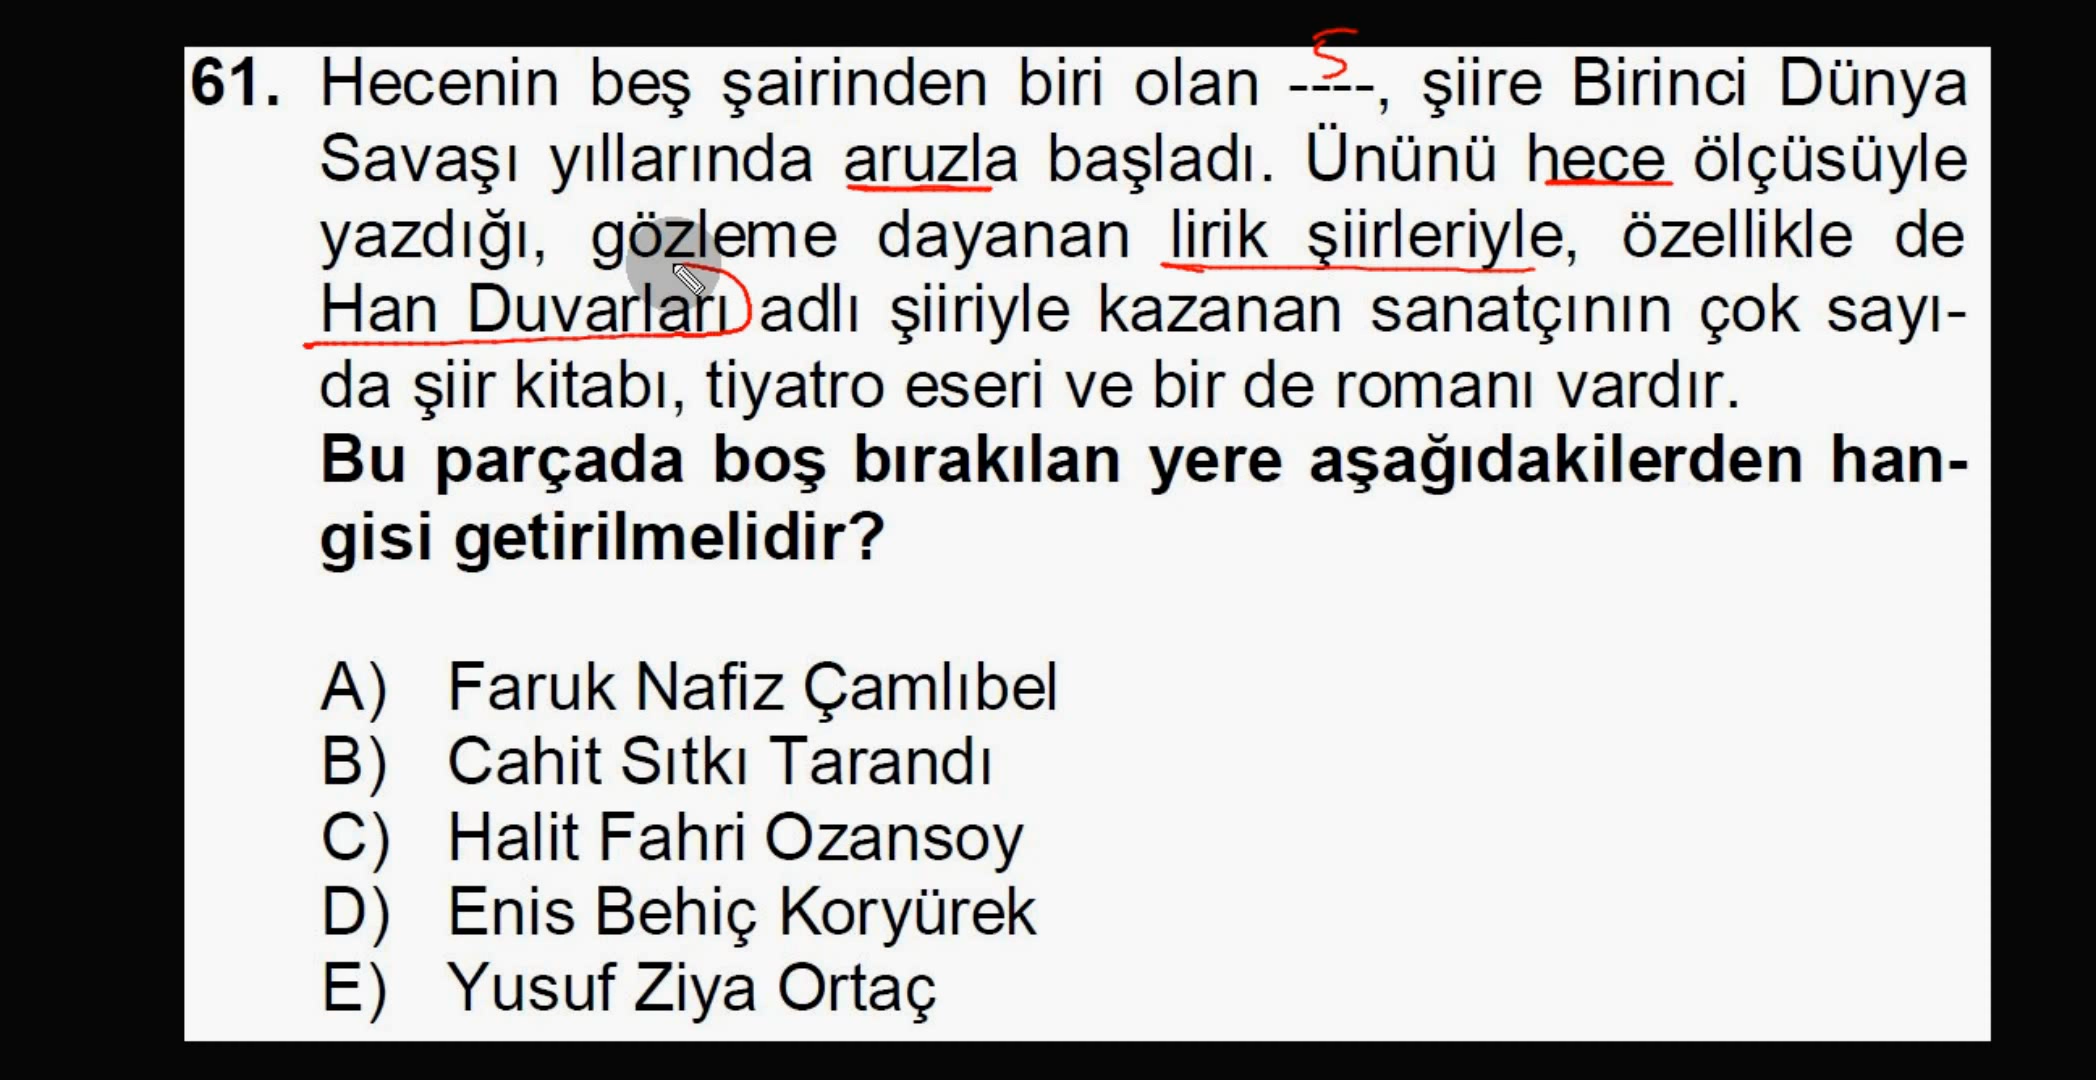 5
61. Hecenin beş şairinden biri olan ----, şiire Birinci Dünya
Savaşı yıllarında aruzla başladı. Ününü hece ölçüsüyle
yazdığı, gözleme dayanan lirik şiirleriyle, özellikle de
Han Duvarları adlı şiiriyle kazanan sanatçının çok sayı-
da şiir kitabı, tiyatro eseri ve bir de romanı vardır.
Bu parçada boş bırakılan yere aşağıdakilerden han-
gisi getirilmelidir?
A) Faruk Nafiz Çamlıbel
B) Cahit Sıtkı Tarandı
C) Halit Fahri Ozansoy
D) Enis Behiç Koryürek
E) Yusuf Ziya Ortaç